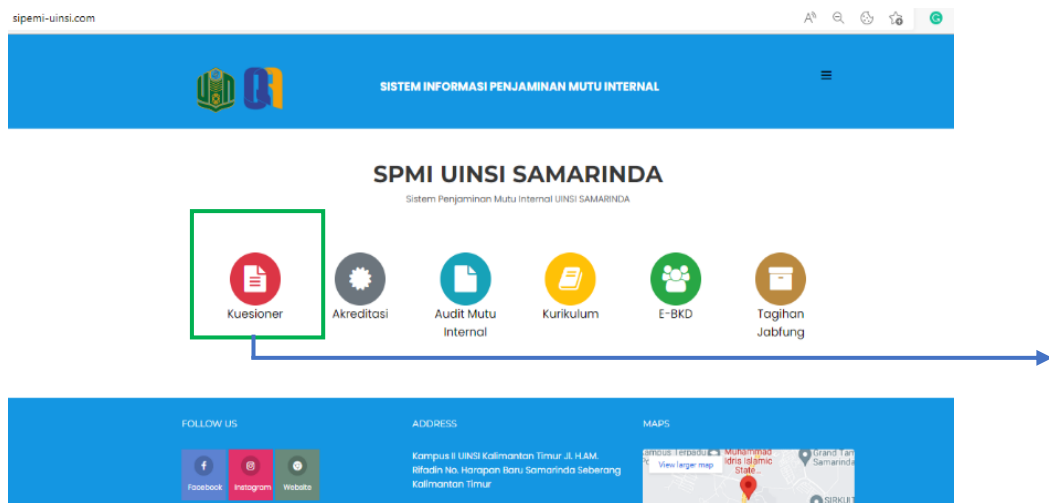 sipemi-uinsi.com
SISTEM INFORMASI PENJAMINAN MUTU INTERNAL
SPMI UINSI SAMARINDA
Sistem Penjaminan Mutu Internal UINSI SAMARINDA
Kuesioner
Akreditasi
Audit Mutu
Internal
Kurikulum
E-BKD
Tagihan
Jabfung
FOLLOW US
Facebook
Instagram
Website
ADDRESS
Kampus II UINSI Kalimantan Timur Jl. H.AM.
Rifadin No. Harapan Baru Samarinda Seberang
Kalimantan Timur
MAPS
View larger map
Muhammad
Idris Islamic
State...
Samarinda